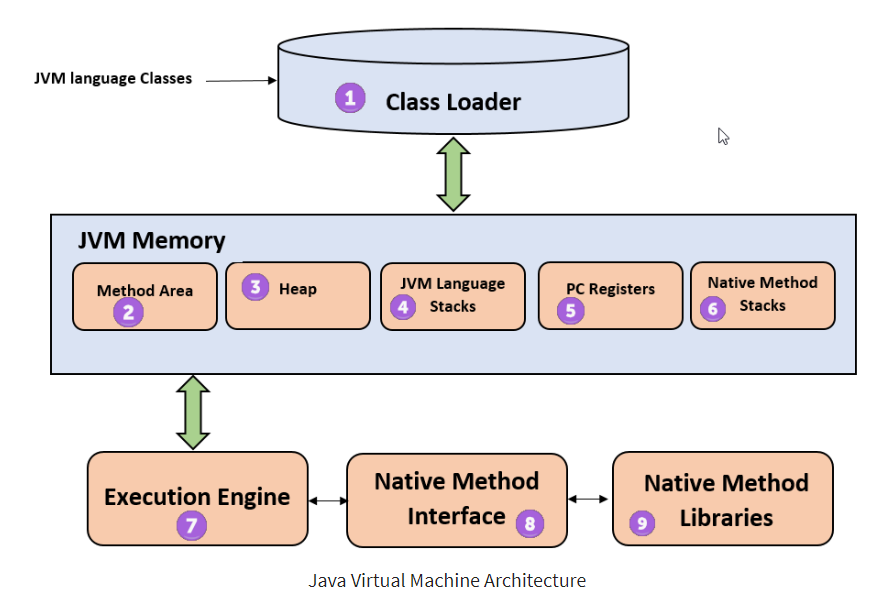 JVM language Classes
1 Class Loader
JVM Memory
Method Area
2
3 Heap
JVM Language
4 Stacks
PC Registers
5
Native Method
6 Stacks
Execution Engine
7
Native Method
Interface 8
Native Method
9 Libraries
Java Virtual Machine Architecture